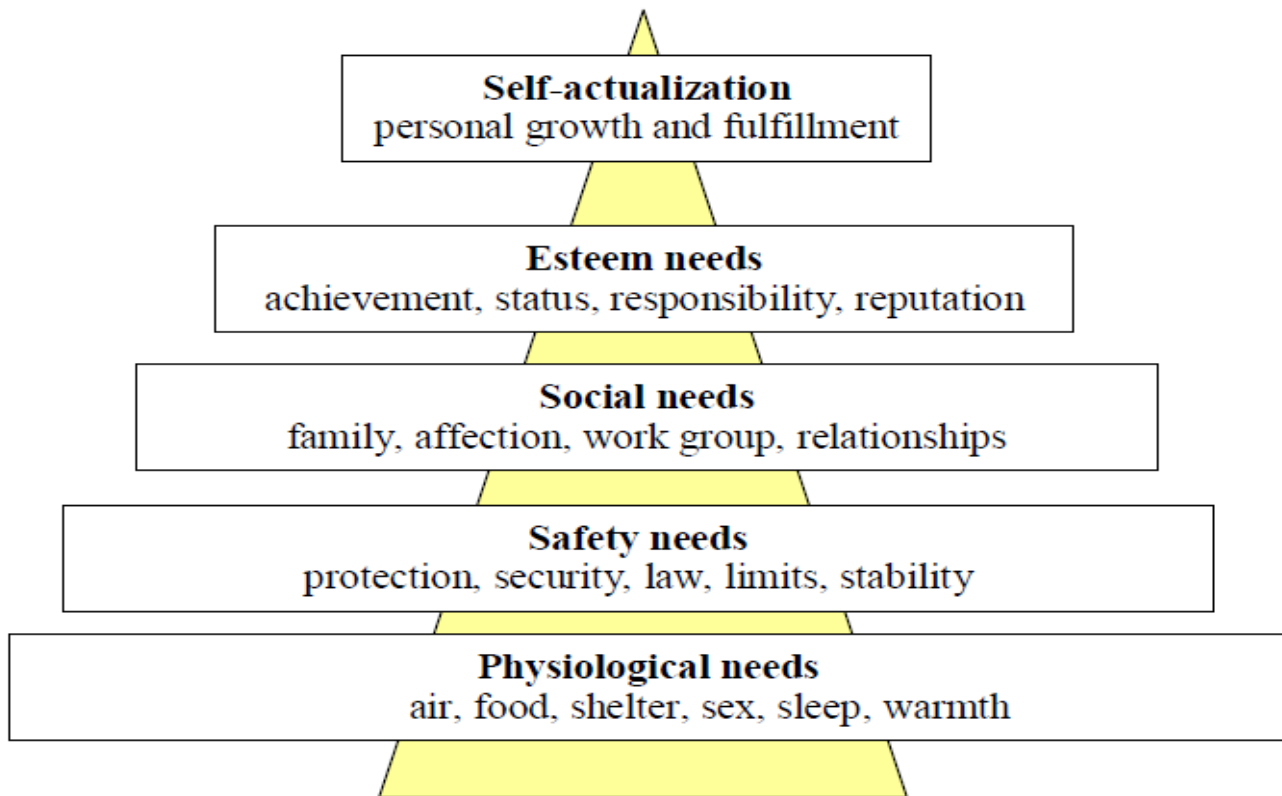 Self-actualization
personal growth and fulfillment
Esteem needs
achievement, status, responsibility, reputation
Social needs
family, affection, work group, relationships
Safety needs
protection, security, law, limits, stability
Physiological needs
air, food, shelter, sex, sleep, warmth